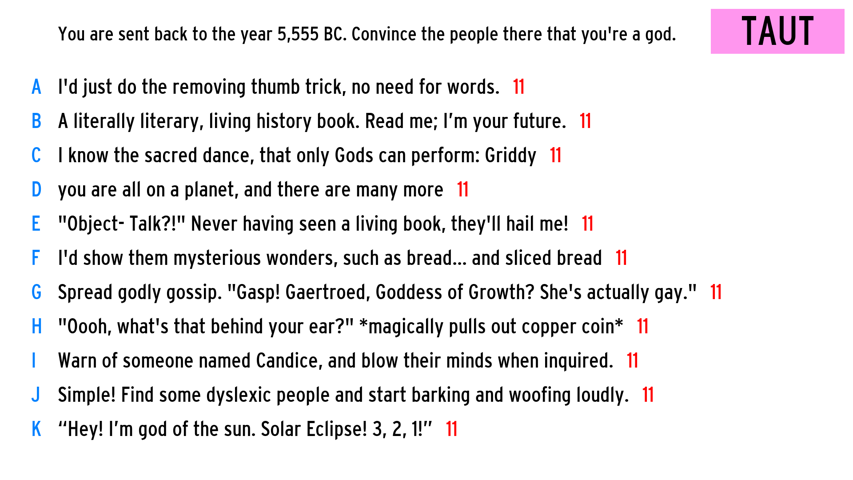 You are sent back to the year 5,555 BC. Convince the people there that you're a god.
TAUT
A I'd just do the removing thumb trick, no need for words. 11
B A literally literary, living history book. Read me; I’m your future. 11
C I know the sacred dance, that only Gods can perform: Griddy 11
D you are all on a planet, and there are many more 11
E "Object- Talk?!" Never having seen a living book, they'll hail me! 11
F I'd show them mysterious wonders, such as bread... and sliced bread 11
G Spread godly gossip. "Gasp! Gaertroed, Goddess of Growth? She's actually gay." 11
H "Oooh, what's that behind your ear?" *magically pulls out copper coin* 11
I Warn of someone named Candice, and blow their minds when inquired. 11
J Simple! Find some dyslexic people and start barking and woofing loudly. 11
K “Hey! I’m god of the sun. Solar Eclipse! 3, 2, 1!” 11